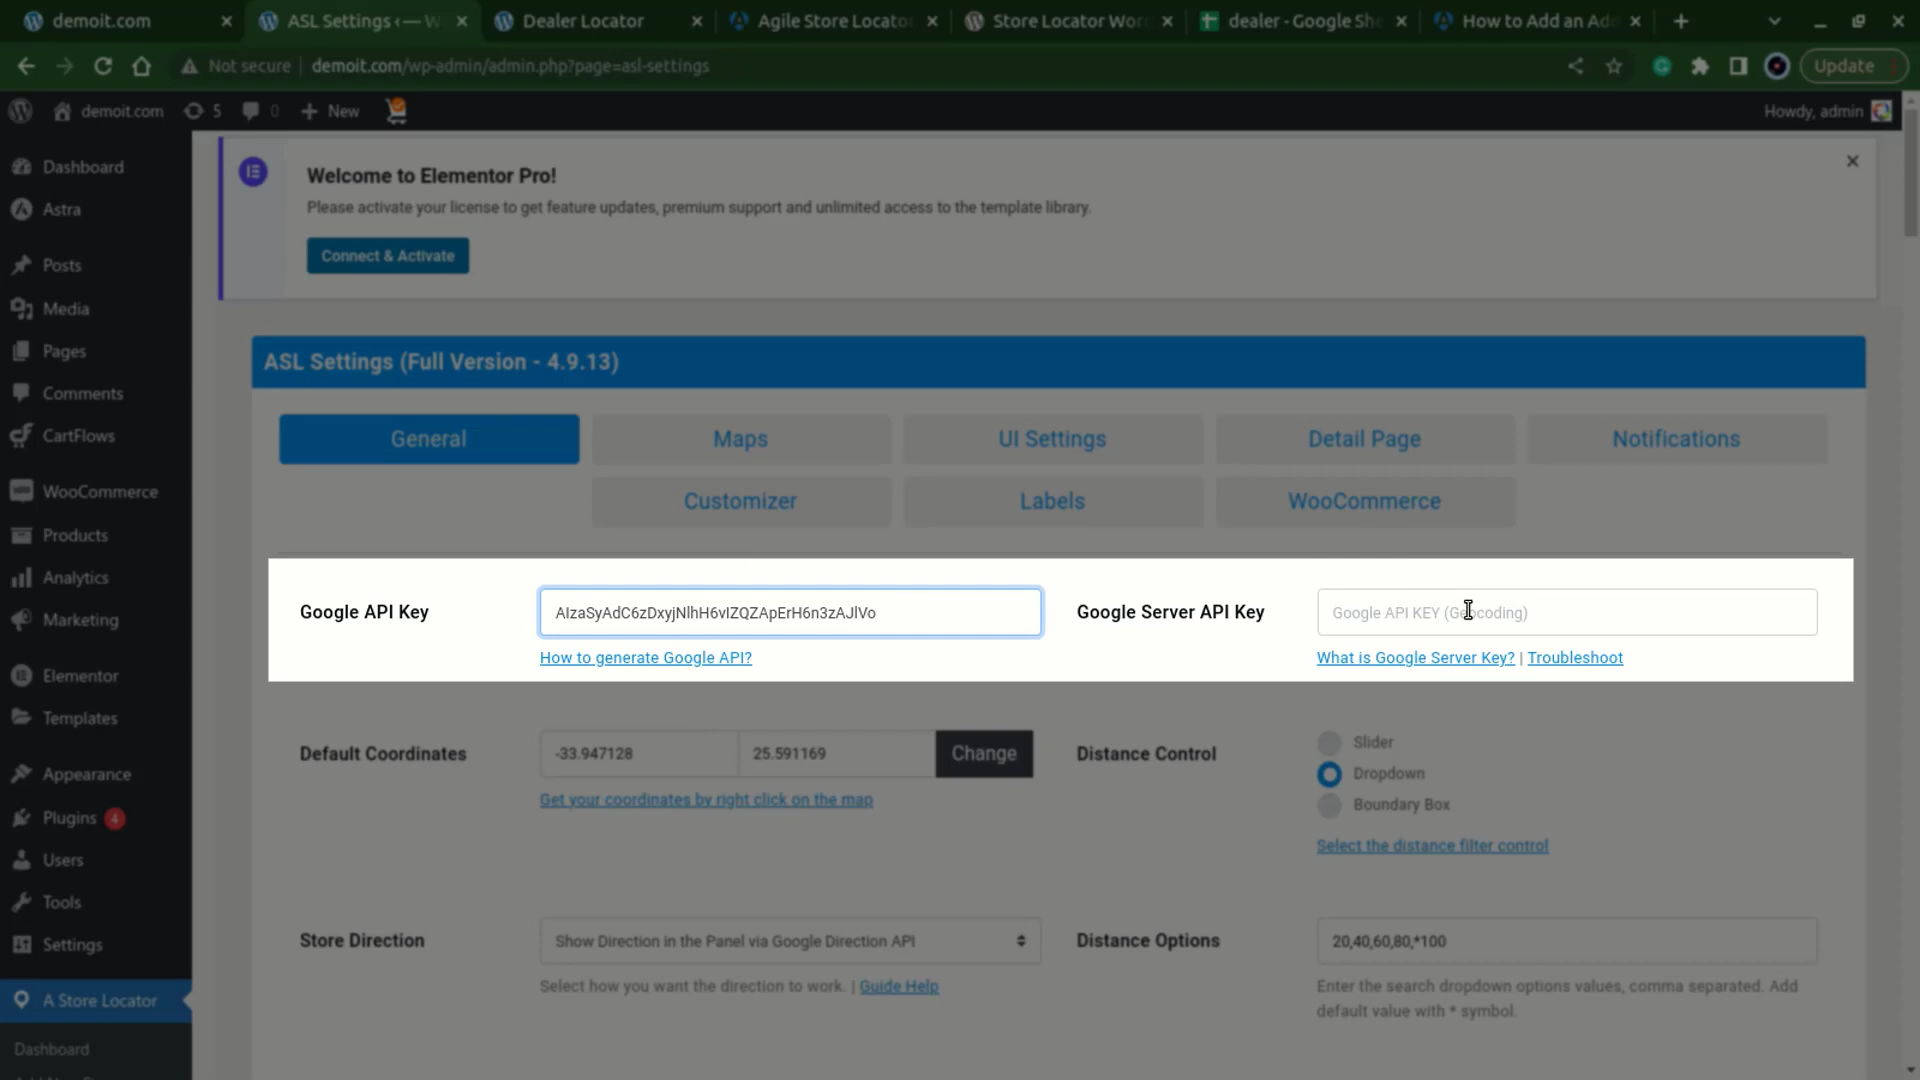 demoit.com
ASL Settings ‹ — W
Dealer Locator
Agile Store Locato
Store Locator Wor
dealer - Google She
How to Add an Ad
Not secure
demoit.com/wp-admin/admin.php?page=asl-settings
Update
demoit.com
5
0
New
Howdy, admin
Dashboard
Astra
Posts
Media
Pages
Comments
CartFlows
WooCommerce
Products
Analytics
Marketing
Elementor
Templates
Appearance
Plugins 4
Users
Tools
Settings
A Store Locator
Dashboard
Welcome to Elementor Pro!
Please activate your license to get feature updates, premium support and unlimited access to the template library.
Connect & Activate
ASL Settings (Full Version - 4.9.13)
General
Maps
UI Settings
Detail Page
Notifications
Customizer
Labels
WooCommerce
Google API Key
AIzaSyAdC6zDxyjNlhH6vIZQZApErH6n3zAJlVo
Google Server API Key
Google API KEY (Geocoding)
How to generate Google API?
What is Google Server Key? | Troubleshoot
Default Coordinates
-33.947128
25.591169
Change
Distance Control
Slider
Dropdown
Boundary Box
Get your coordinates by right click on the map
Select the distance filter control
Store Direction
Show Direction in the Panel via Google Direction API
Distance Options
20,40,60,80,*100
Select how you want the direction to work. | Guide Help
Enter the search dropdown options values, comma separated. Add
default value with * symbol.